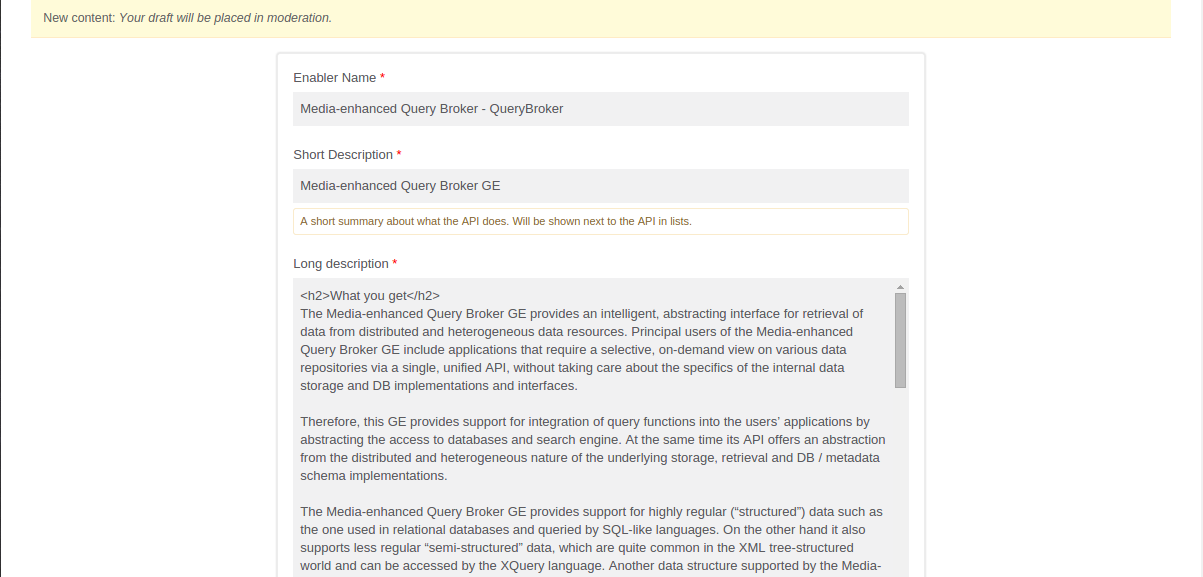 New content: Your draft will be placed in moderation.
Enabler Name *
Media-enhanced Query Broker - QueryBroker
Short Description *
Media-enhanced Query Broker GE
A short summary about what the API does. Will be shown next to the API in lists.
Long description *
<h2>What you get</h2>
The Media-enhanced Query Broker GE provides an intelligent, abstracting interface for retrieval of
data from distributed and heterogeneous data resources. Principal users of the Media-enhanced
Query Broker GE include applications that require a selective, on-demand view on various data
repositories via a single, unified API, without taking care about the specifics of the internal data
storage and DB implementations and interfaces.
Therefore, this GE provides support for integration of query functions into the users’ applications by
abstracting the access to databases and search engine. At the same time its API offers an abstraction
from the distributed and heterogeneous nature of the underlying storage, retrieval and DB / metadata
schema implementations.
The Media-enhanced Query Broker GE provides support for highly regular (“structured”) data such as
the one used in relational databases and queried by SQL-like languages. On the other hand it also
supports less regular “semi-structured” data, which are quite common in the XML tree-structured
world and can be accessed by the XQuery language. Another data structure supported by the Media-